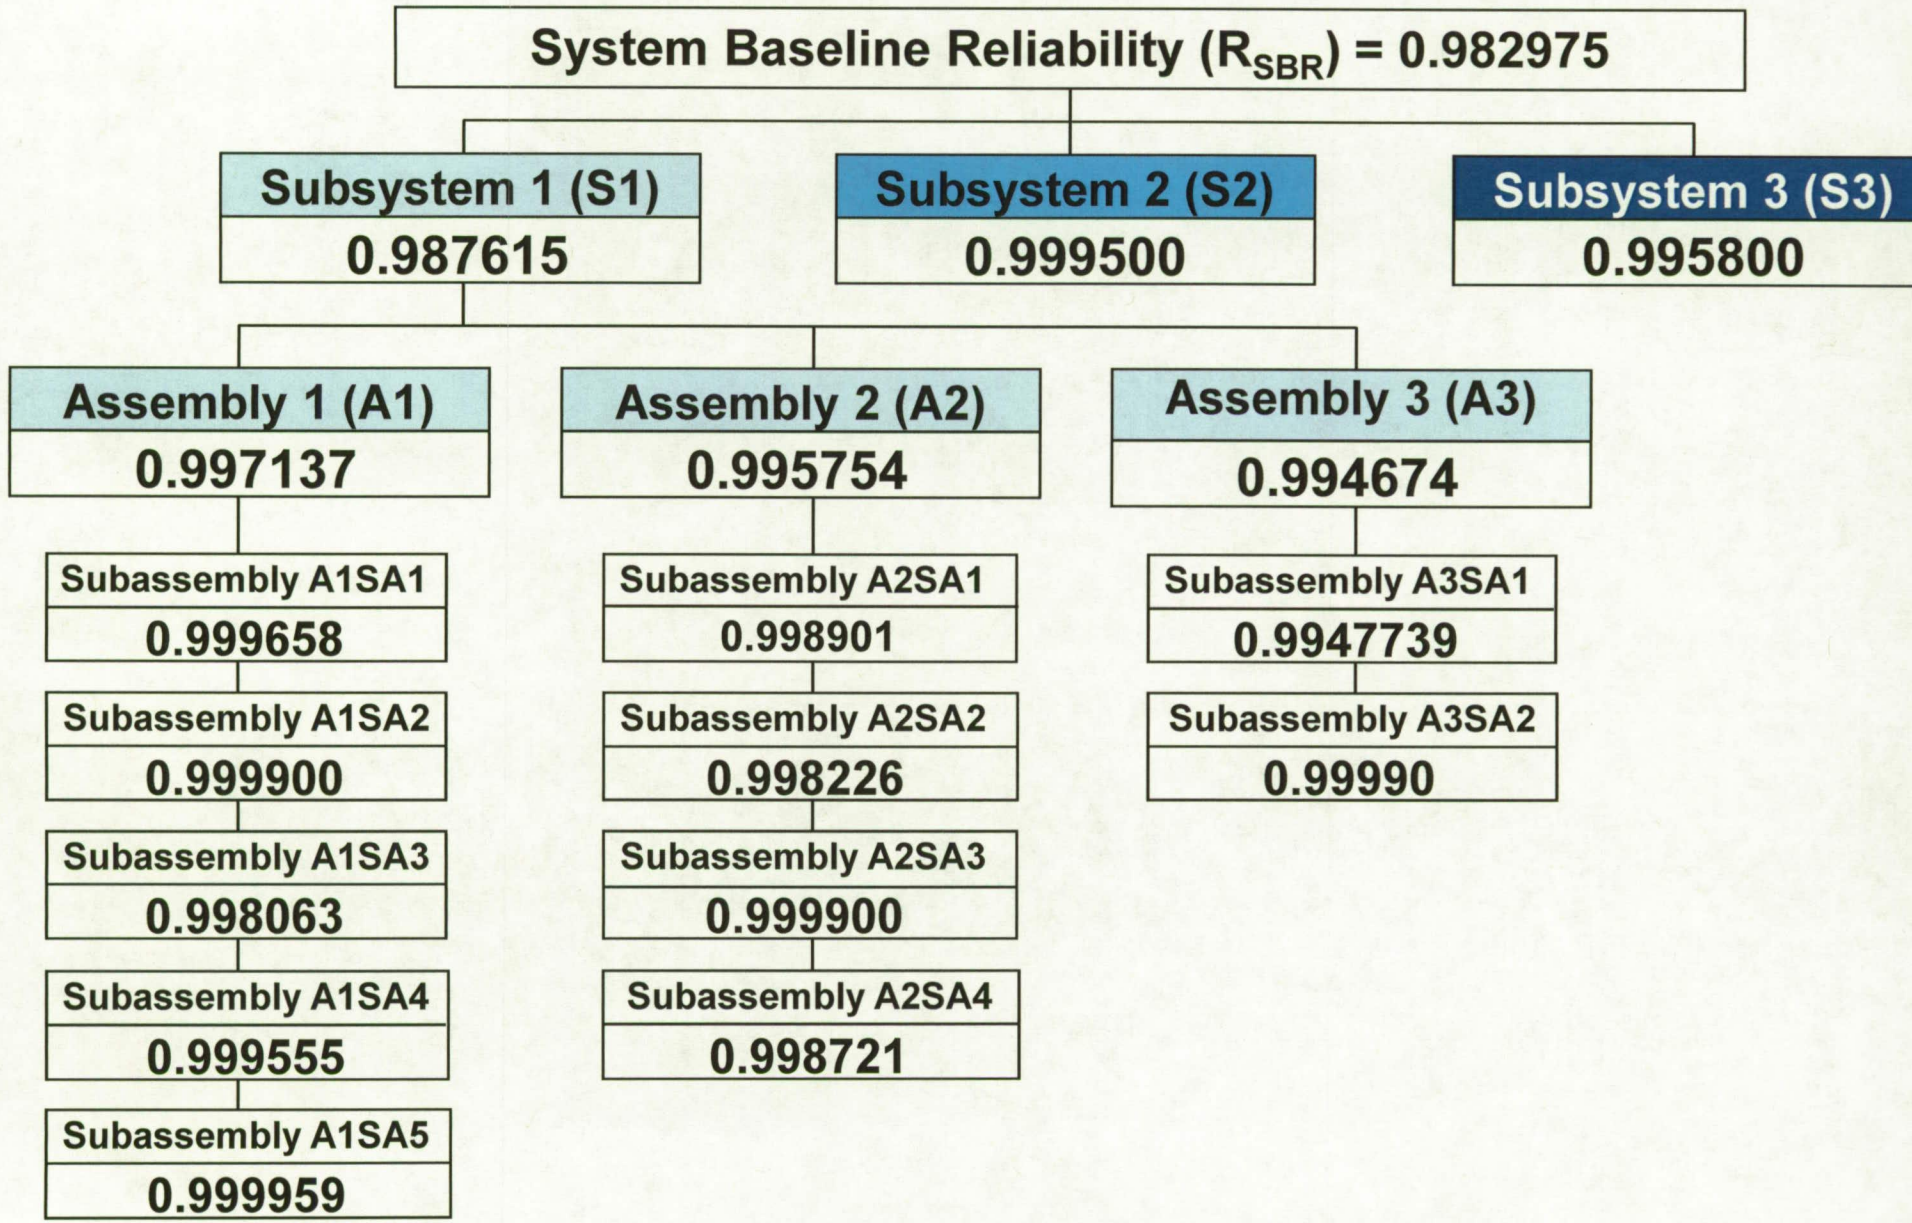 System Baseline Reliability (RSBR) = 0.982975
Subsystem 1 (S1)
0.987615
Subsystem 2 (S2)
0.999500
Subsystem 3 (S3)
0.995800
Assembly 1 (A1)
0.997137
Assembly 2 (A2)
0.995754
Assembly 3 (A3)
0.994674
Subassembly A1SA1
0.999658
Subassembly A1SA2
0.999900
Subassembly A1SA3
0.998063
Subassembly A1SA4
0.999555
Subassembly A1SA5
0.999959
Subassembly A2SA1
0.998901
Subassembly A2SA2
0.998226
Subassembly A2SA3
0.999900
Subassembly A2SA4
0.998721
Subassembly A3SA1
0.9947739
Subassembly A3SA2
0.99990